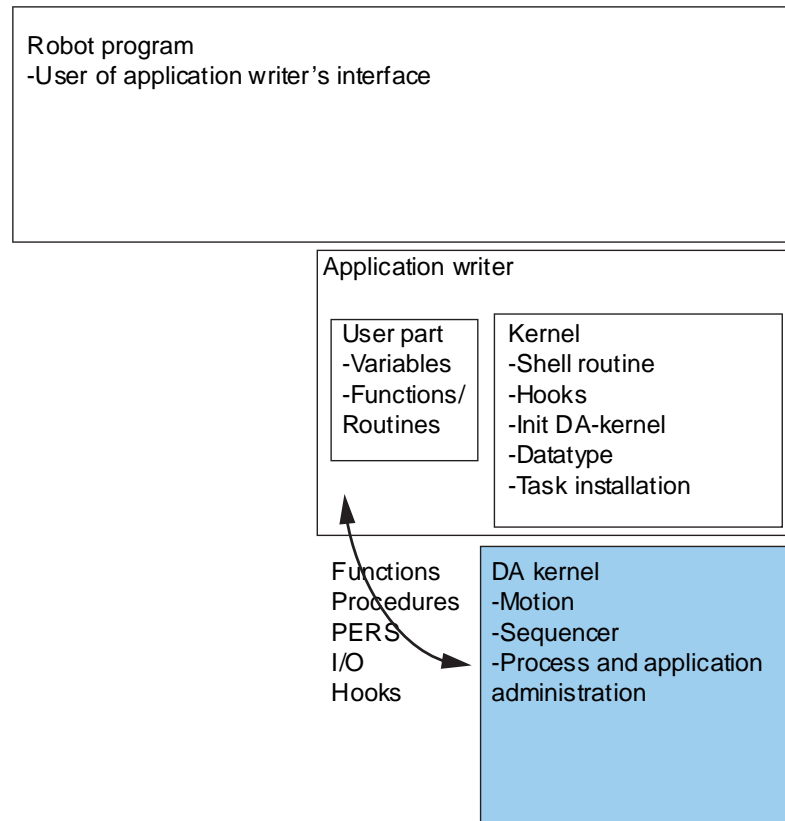 Robot program
-User of application writer's interface
Application writer
User part
-Variables
-Functions/
Routines
Kernel
-Shell routine
-Hooks
-Init DA-kernel
-Datatype
-Task installation
Functions
Procedures
PERS
I/O
Hooks
DA kernel
-Motion
-Sequencer
-Process and application
administration